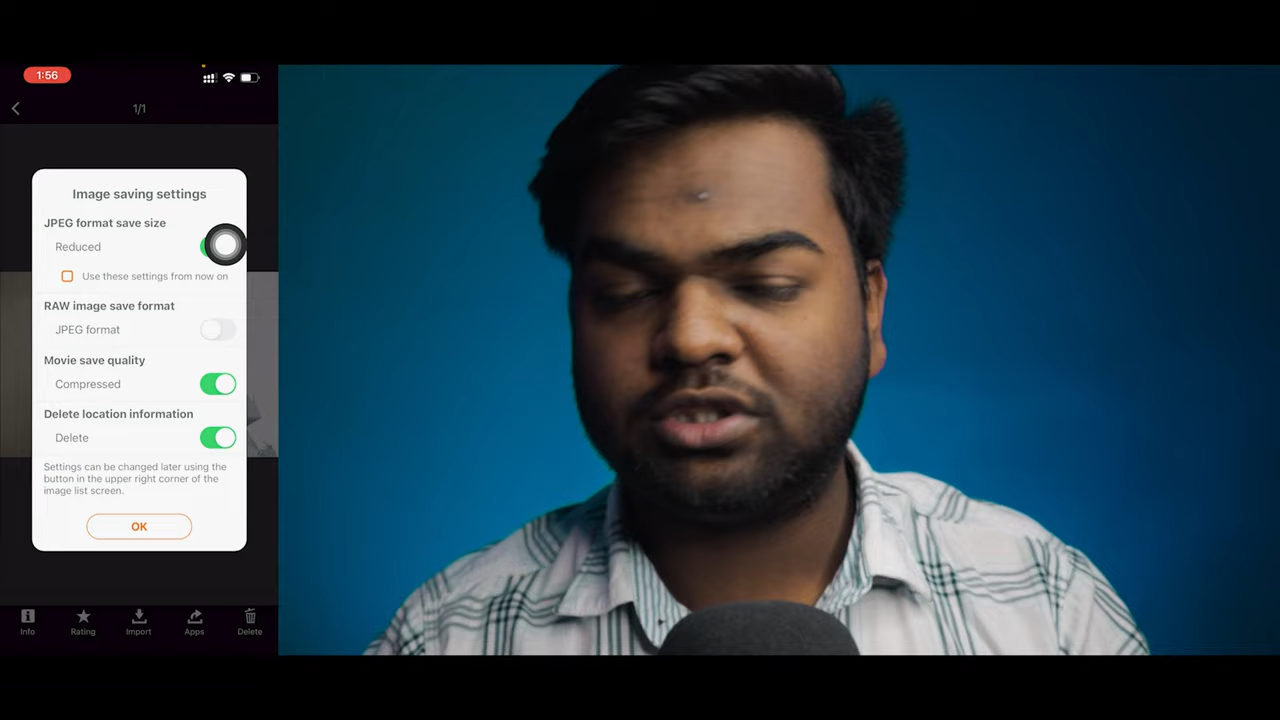 1:56
1/1
Image saving settings
JPEG format save size
Reduced
Use these settings from now on
RAW image save format
JPEG format
Movie save quality
Compressed
Delete location information
Delete
Settings can be changed later using the
button in the upper right corner of the
image list screen.
OK
Info
Rating
Import
Apps
Delete